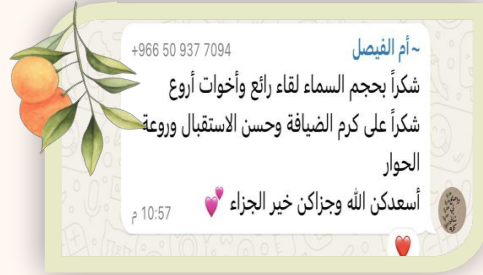 ~ أم الفيصل
+966 50 937 7094
شكراً بحجم السماء لقاء رائع وأخوات أروع
شكراً على كرم الضيافة وحسن الاستقبال وروعة
الحوار
أسعدكن الله وجزاكن خير الجزاء 💕
10:57 م